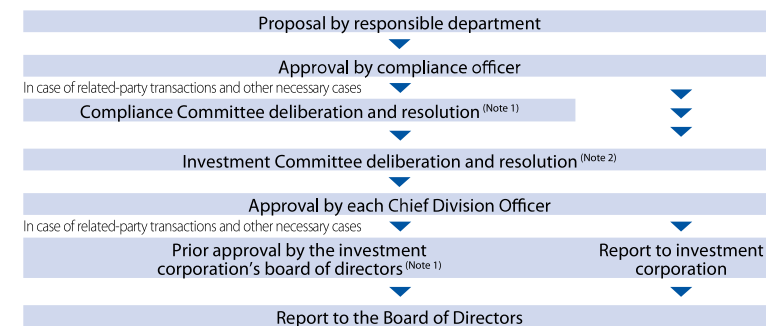 Proposal by responsible department
Approval by compliance officer
In case of related-party transactions and other necessary cases
Compliance Committee deliberation and resolution (Note 1)
Investment Committee deliberation and resolution (Note 2)
Approval by each Chief Division Officer
In case of related-party transactions and other necessary cases
Prior approval by the investment
corporation's board of directors (Note 1)
Report to investment
corporation
Report to the Board of Directors